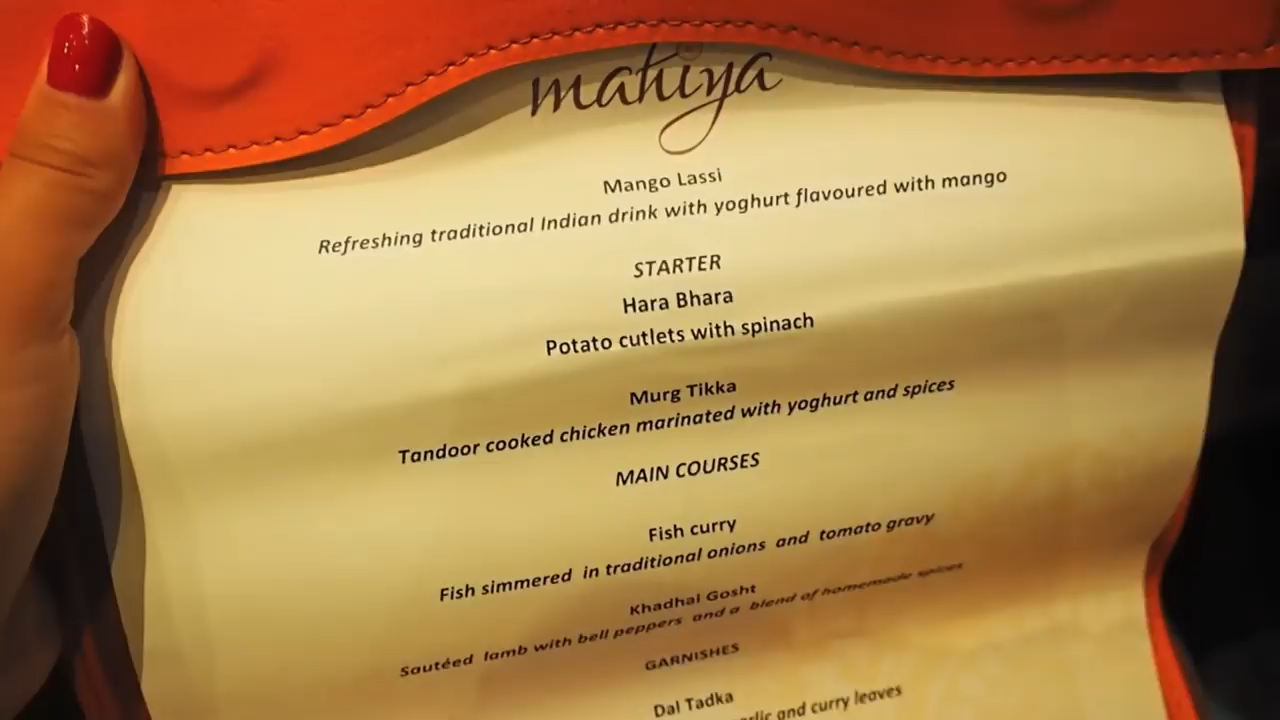 mahiya
Mango Lassi
Refreshing traditional Indian drink with yoghurt flavoured with mango
STARTER
Hara Bhara
Potato cutlets with spinach
Murg Tikka
Tandoor cooked chicken marinated with yoghurt and spices
MAIN COURSES
Fish curry
Fish simmered in traditional onions and tomato gravy
Khadhal Gosht
Sautéed lamb with bell peppers and a blend of homemade spices
GARNISHES
Dal Tadka
and curry leaves